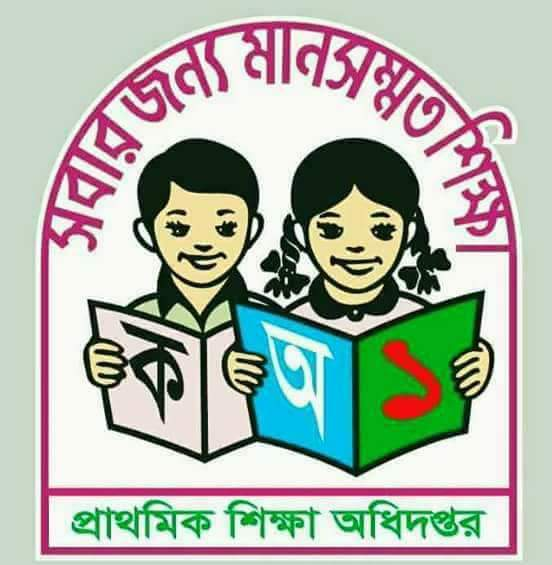 সবার জন্য মানসম্মত শিক্ষা
ক
অ
১
প্রাথমিক শিক্ষা অধিদপ্তর